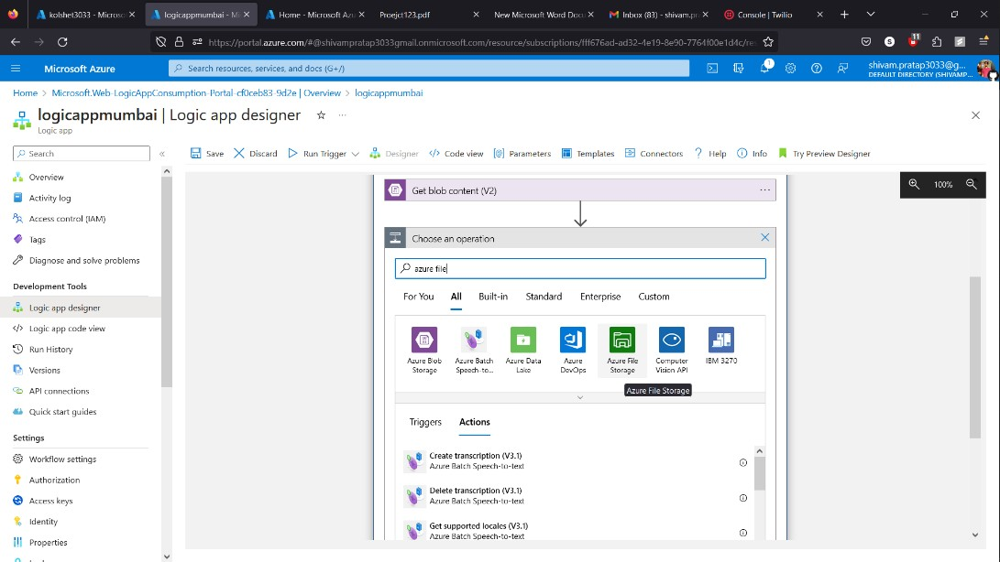 kolshet3033 - Microsoft
logicappmumbai - Mi
Home - Microsoft Azu
Proejct123.pdf
New Microsoft Word Docu
Inbox (83) - shivam.pr
Console | Twilio
https://portal.azure.com/#@shivampratap3033gmail.onmicrosoft.com/resource/subscriptions/fff676ad-ad32-4e19-8e90-7764f00e1d4c/re
S
11
Microsoft Azure
Search resources, services, and docs (G+/)
1
shivam.pratap3033@g...
DEFAULT DIRECTORY (SHIVAMP...
Home > Microsoft.Web-LogicAppConsumption-Portal-cf0ceb83-9d2e | Overview > logicappmumbai
logicappmumbai | Logic app designer
Logic app
Search
Save
Discard
Run Trigger
Designer
Code view
Parameters
Templates
Connectors
Help
Info
Try Preview Designer
Overview
Activity log
Access control (IAM)
Tags
Diagnose and solve problems
Development Tools
Logic app designer
Logic app code view
Run History
Versions
API connections
Quick start guides
Settings
Workflow settings
Authorization
Access keys
Identity
Properties
100%
Get blob content (V2)
Choose an operation
azure file
For You
All
Built-in
Standard
Enterprise
Custom
Azure Blob Storage
Azure Batch Speech-to...
Azure Data Lake
Azure DevOps
Azure File Storage
Computer Vision API
IBM 3270
Azure File Storage
Triggers
Actions
Create transcription (V3.1)
Azure Batch Speech-to-text
Delete transcription (V3.1)
Azure Batch Speech-to-text
Get supported locales (V3.1)
Azure Batch Speech-to-text